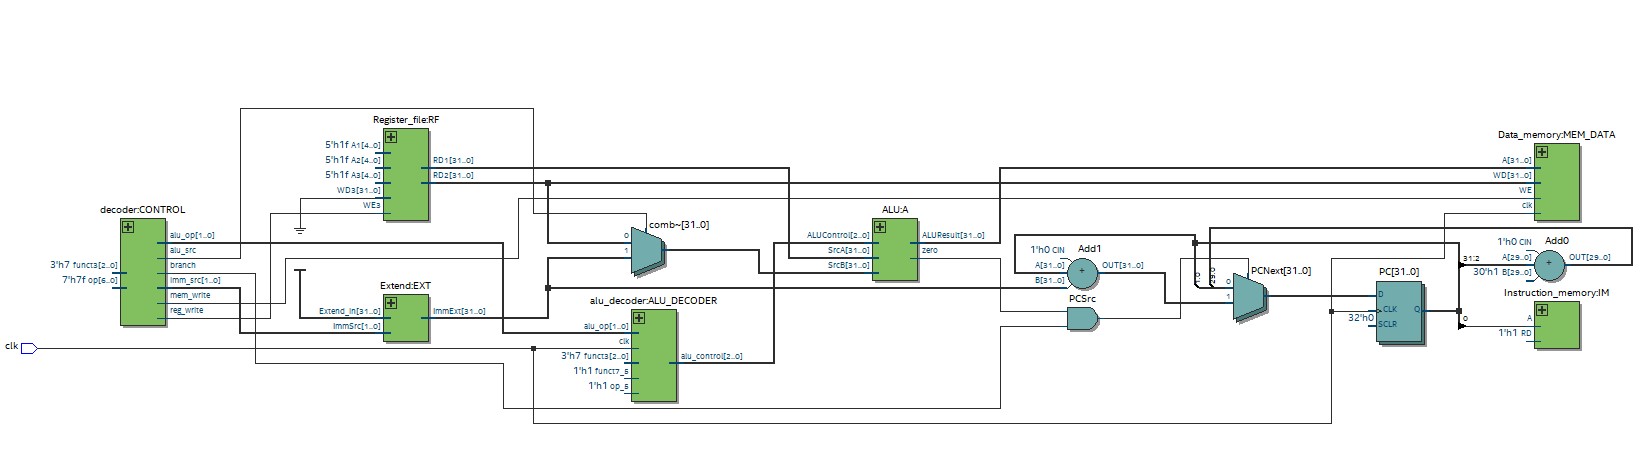 Register_file:RF
5'h1f A1[4..0]
5'h1f A2[4..0]
5'h1f A3[4..0]
WD3[31..0]
WE3
RD1[31..0]
RD2[31..0]
decoder:CONTROL
3'h7 funct3[2..0]
7'h7f op[6..0]
alu_op[1..0]
alu_src
branch
imm_src[1..0]
mem_write
reg_write
clk
Extend:EXT
Extend_in[31..0]
ImmSrc[1..0]
ImmExt[31..0]
comb~[31..0]
0
1
alu_decoder:ALU_DECODER
alu_op[1..0]
clk
3'h7 funct3[2..0]
1'h1 funct7_5
1'h1 op_5
alu_control[2..0]
ALU:A
ALUControl[2..0]
SrcA[31..0]
SrcB[31..0]
ALUResult[31..0]
zero
Add1
1'h0 CIN
A[31..0]
B[31..0]
+
OUT[31..0]
PCSrc
1:0
29:0
PCNext[31..0]
0
1
PC[31..0]
D
CLK
32'h0
SCLR
Q
31:2
0
Data_memory:MEM_DATA
A[31..0]
WD[31..0]
WE
clk
Add0
1'h0 CIN
A[29..0]
30'h1 B[29..0]
+
OUT[29..0]
Instruction_memory:IM
A
1'h1 RD